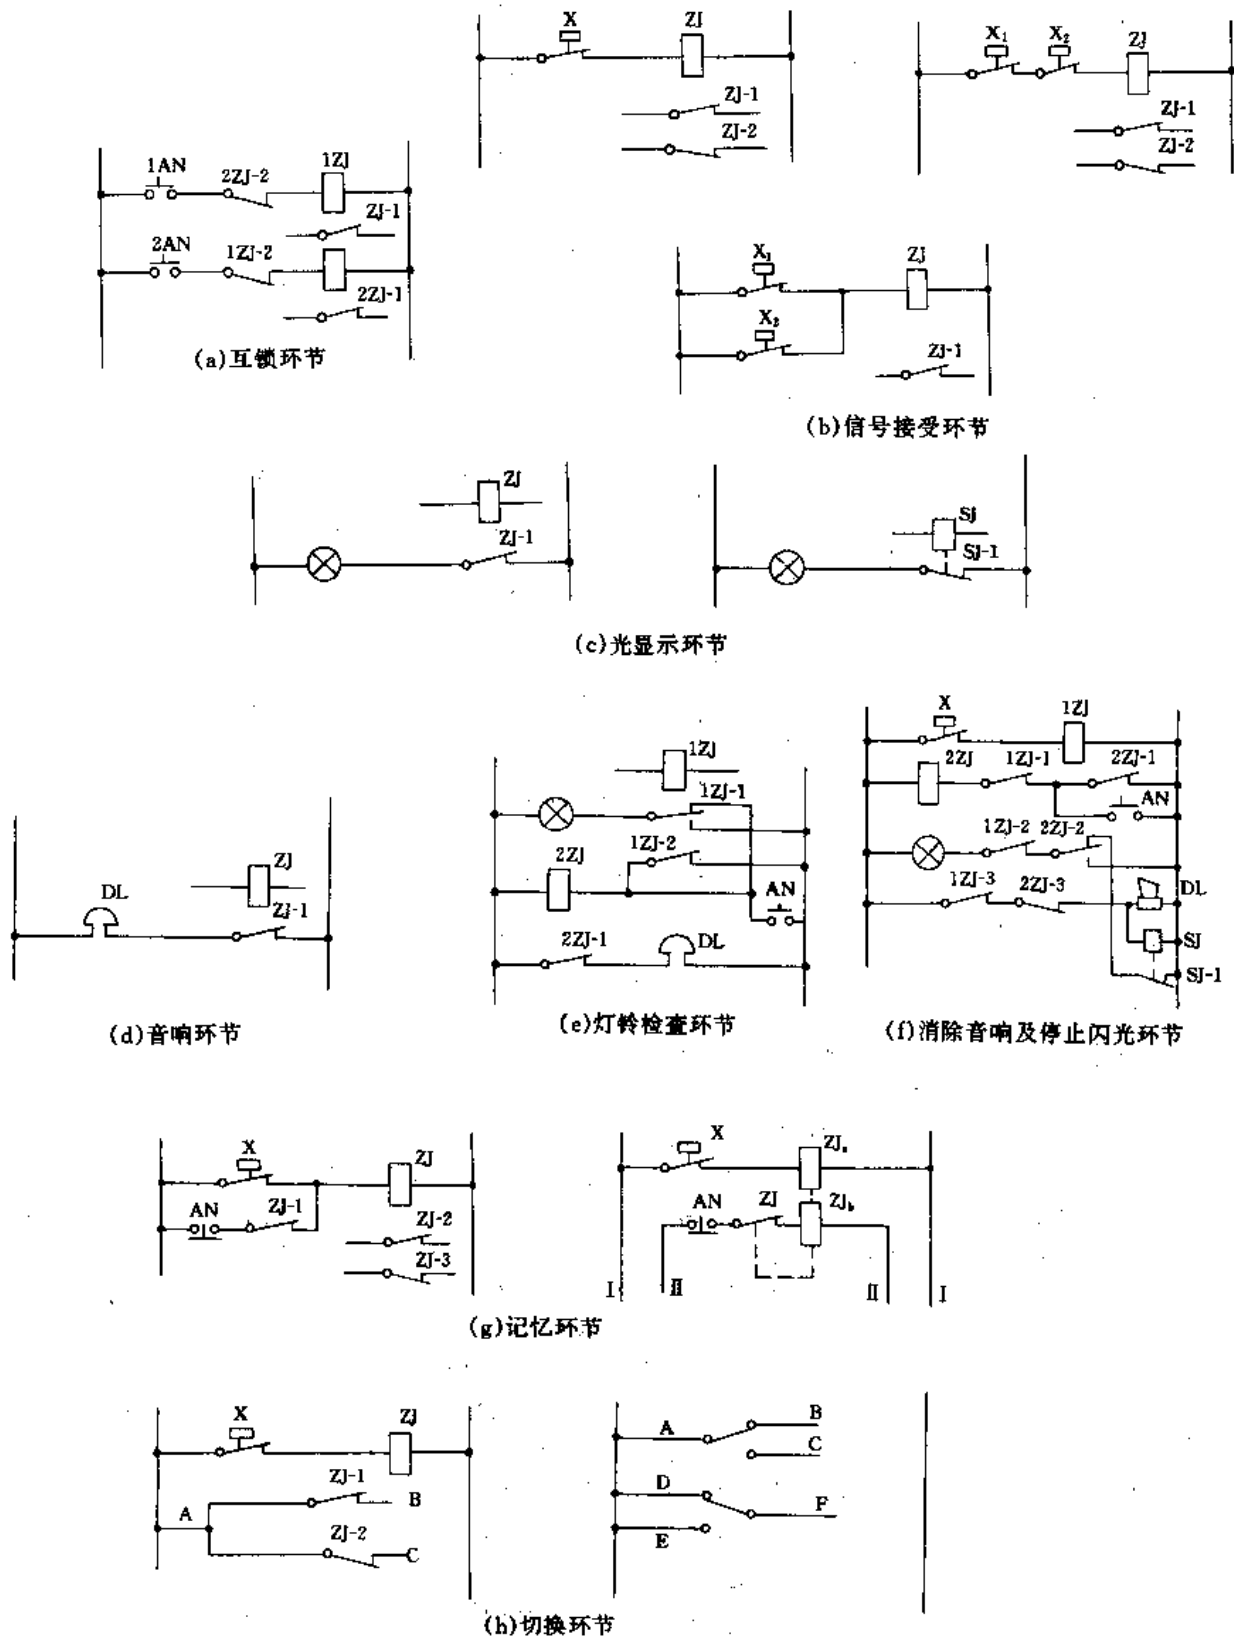 X
ZJ
ZJ-1
ZJ-2
X₁ X₂ ZJ
ZJ-1
ZJ-2
1AN 2ZJ-2 1ZJ
ZJ-1
2AN 1ZJ-2
2ZJ-1
(a)互锁环节
X₁ ZJ
X₂
ZJ-1
(b)信号接受环节
ZJ
ZJ-1
SJ
SJ-1
(c)光显示环节
DL ZJ
ZJ-1
(d)音响环节
1ZJ
1ZJ-1
1ZJ-2
2ZJ
AN
2ZJ-1 DL
(e)灯铃检查环节
X 1ZJ
2ZJ 1ZJ-1 2ZJ-1
AN
1ZJ-2 2ZJ-2
1ZJ-3 2ZJ-3 DL
SJ
SJ-1
(f)消除音响及停止闪光环节
X ZJ
AN ZJ-1
ZJ-2
ZJ-3
X ZJₐ
AN ZJ ZJb
I II II I
(g)记忆环节
X ZJ
ZJ-1
A B
ZJ-2
C
A B
C
D
F
E
(h)切换环节